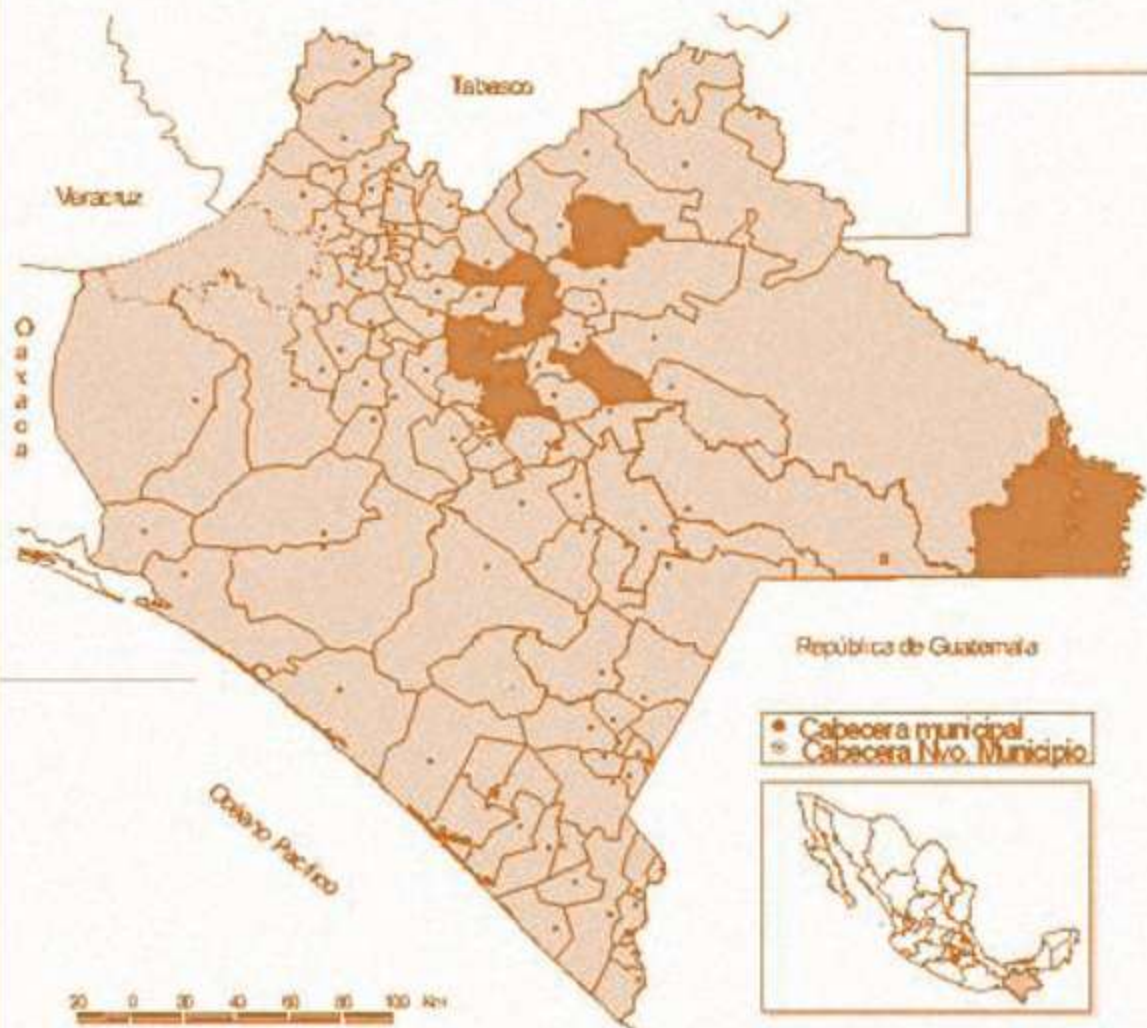 Tabasco
Veracruz
Oaxaca
República de Guatemala
Cabecera municipal
Cabecera Nvo. Municipio
Océano Pacífico
20 0 20 40 60 80 100 Km